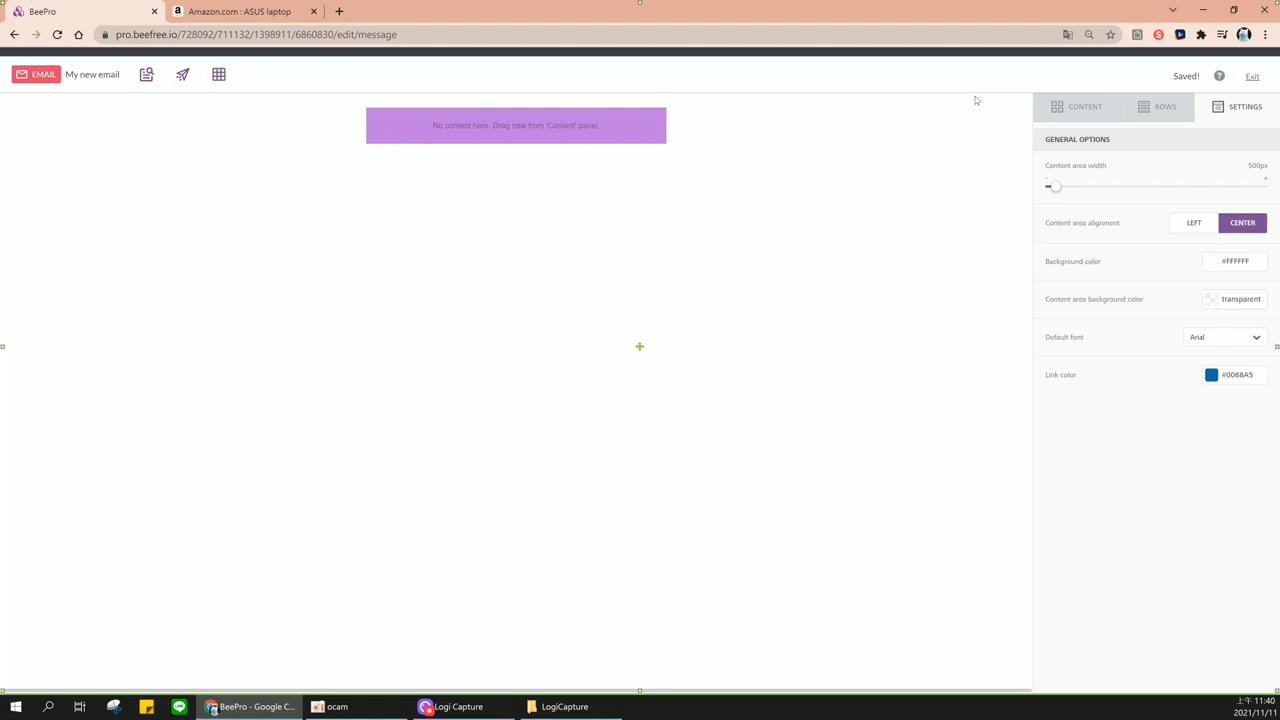 BeePro
Amazon.com : ASUS laptop
pro.beefree.io/728092/711132/1398911/6860830/edit/message
EMAIL My new email
Saved! ? Exit
CONTENT ROWS SETTINGS
No content here. Drag new from 'Content' panel
GENERAL OPTIONS
Content area width 500px
- +
Content area alignment LEFT CENTER
Background color #FFFFFF
Content area background color transparent
Default font Arial
Link color #0068A5
BeePro - Google C...
ocam
Logi Capture
LogiCapture
上午 11:40
2021/11/11